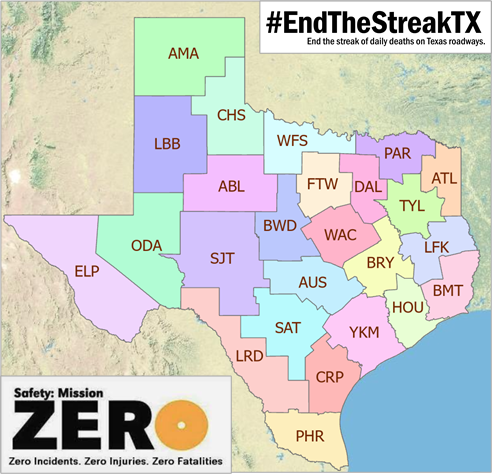 #EndTheStreakTX
End the streak of daily deaths on Texas roadways.
AMA
CHS
LBB
WFS
PAR
ABL
FTW
DAL
ATL
TYL
BWD
WAC
ODA
SJT
LFK
BRY
ELP
AUS
BMT
HOU
SAT
YKM
LRD
CRP
PHR
Safety: Mission
ZERO
Zero Incidents. Zero Injuries. Zero Fatalities